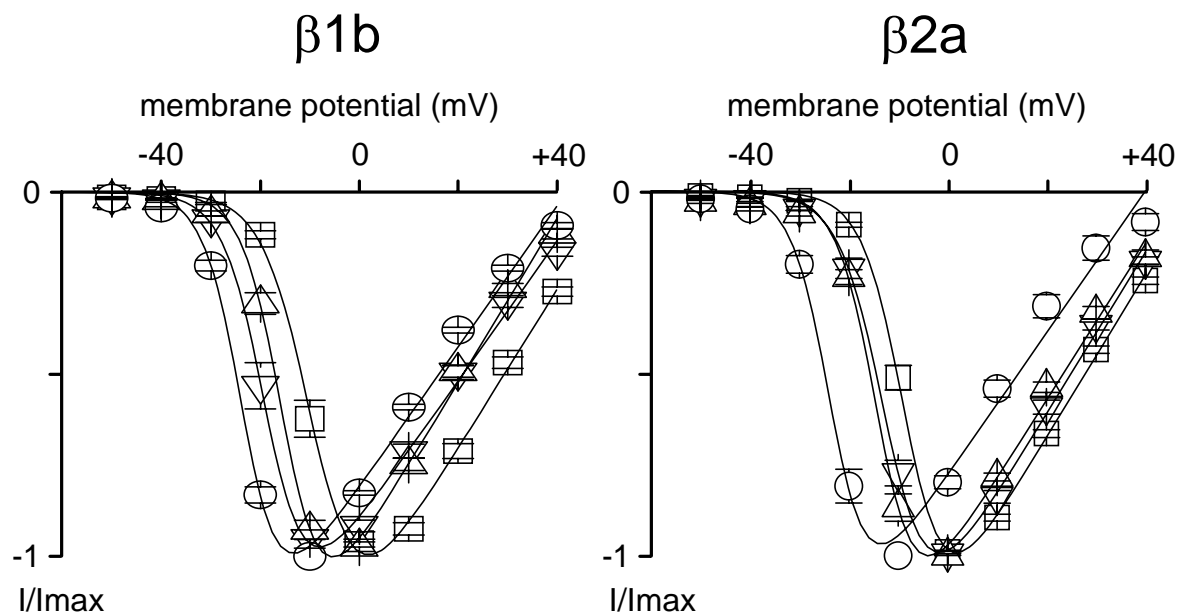 β1b
membrane potential (mV)
-40 0 +40
0
-1
I/Imax
β2a
membrane potential (mV)
-40 0 +40
0
-1
I/Imax